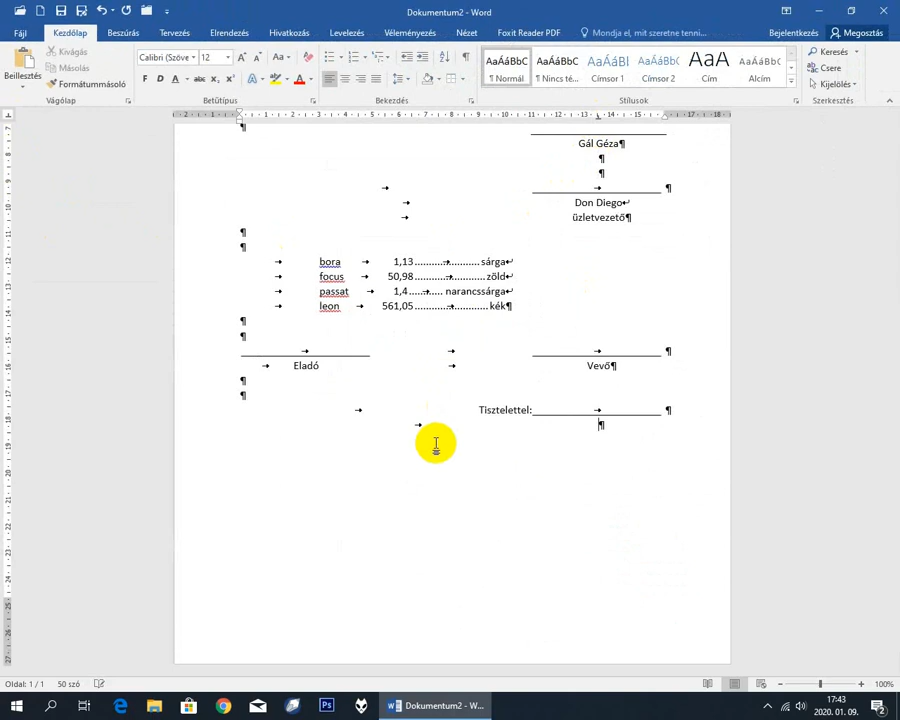 Dokumentum2 - Word
Fájl Kezdőlap Beszúrás Tervezés Elrendezés Hivatkozás Levelezés Véleményezés Nézet Foxit Reader PDF Mondja el, mit szeretne tenni... Bejelentkezés Megosztás
Beillesztés
Kivágás
Másolás
Formátummásoló
Vágólap
Calibri (Szöve 12
Betűtípus
Bekezdés
AaÁáBbC AaÁáBbC AaÁáBbl AaÁáBbC AaÁ AaÁáBbC
¶ Normál ¶ Nincs té... Címsor 1 Címsor 2 Cím Alcím
Stílusok
Keresés
Csere
Kijelölés
Szerkesztés
Gál Géza¶
Don Diego
üzletvezető¶
bora 1,13 sárga
focus 50,98 zöld
passat 1,4 narancssárga
leon 561,05 kék¶
Eladó Vevő¶
Tisztelettel:
Oldal: 1 / 1 50 szó 100%
Dokumentum2 - W...
17:43
2020. 01. 09.
2